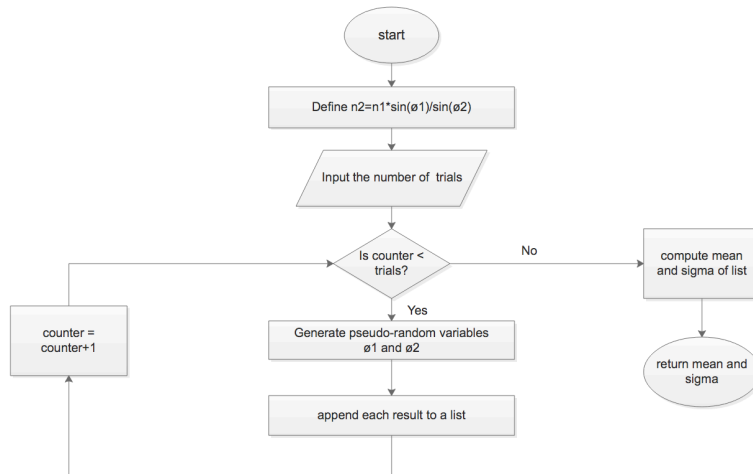 start
Define n2=n1*sin(ø1)/sin(ø2)
Input the number of trials
Is counter <
trials?
No
compute mean
and sigma of list
Yes
counter =
counter+1
Generate pseudo-random variables
ø1 and ø2
return mean and
sigma
append each result to a list